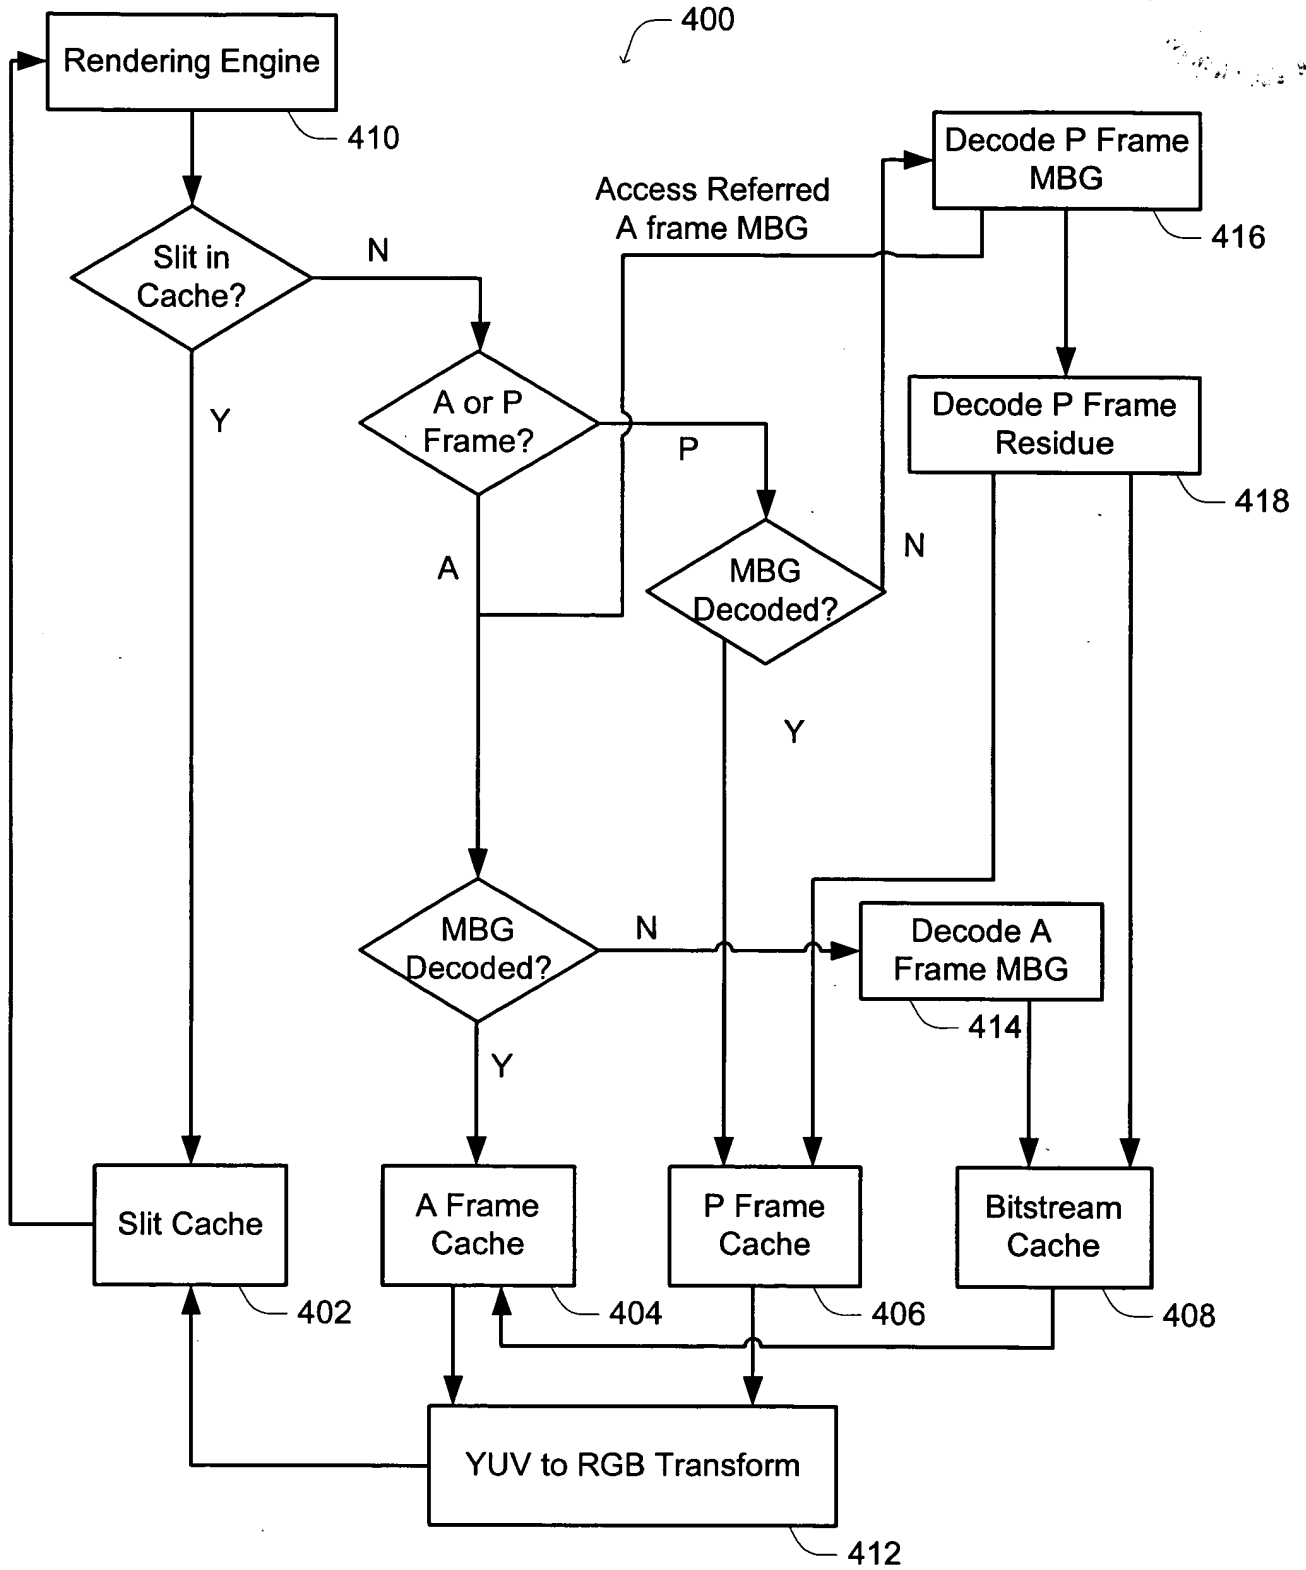 400
Rendering Engine
410
Decode P Frame
MBG
416
Access Referred
A frame MBG
Slit in
Cache?
N
Y
A or P
Frame?
P
A
Decode P Frame
Residue
418
MBG
Decoded?
N
Y
MBG
Decoded?
N
Y
Decode A
Frame MBG
414
Slit Cache
402
A Frame
Cache
404
P Frame
Cache
406
Bitstream
Cache
408
YUV to RGB Transform
412